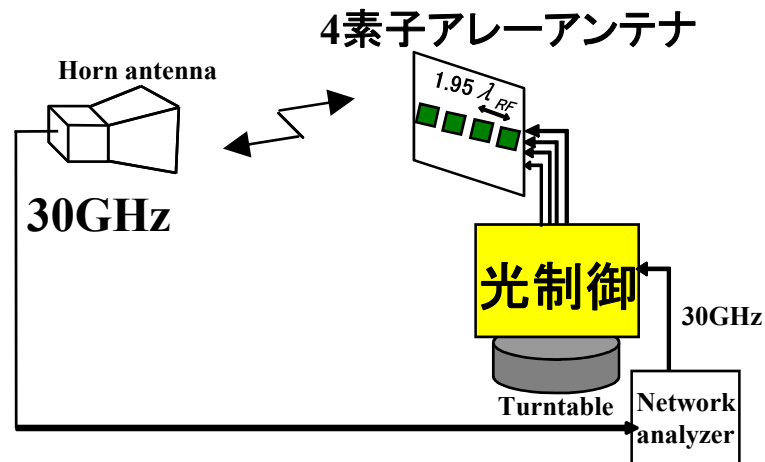 4素子アレーアンテナ
Horn antenna
1.95 λRF
30GHz
光制御
30GHz
Turntable
Network
analyzer